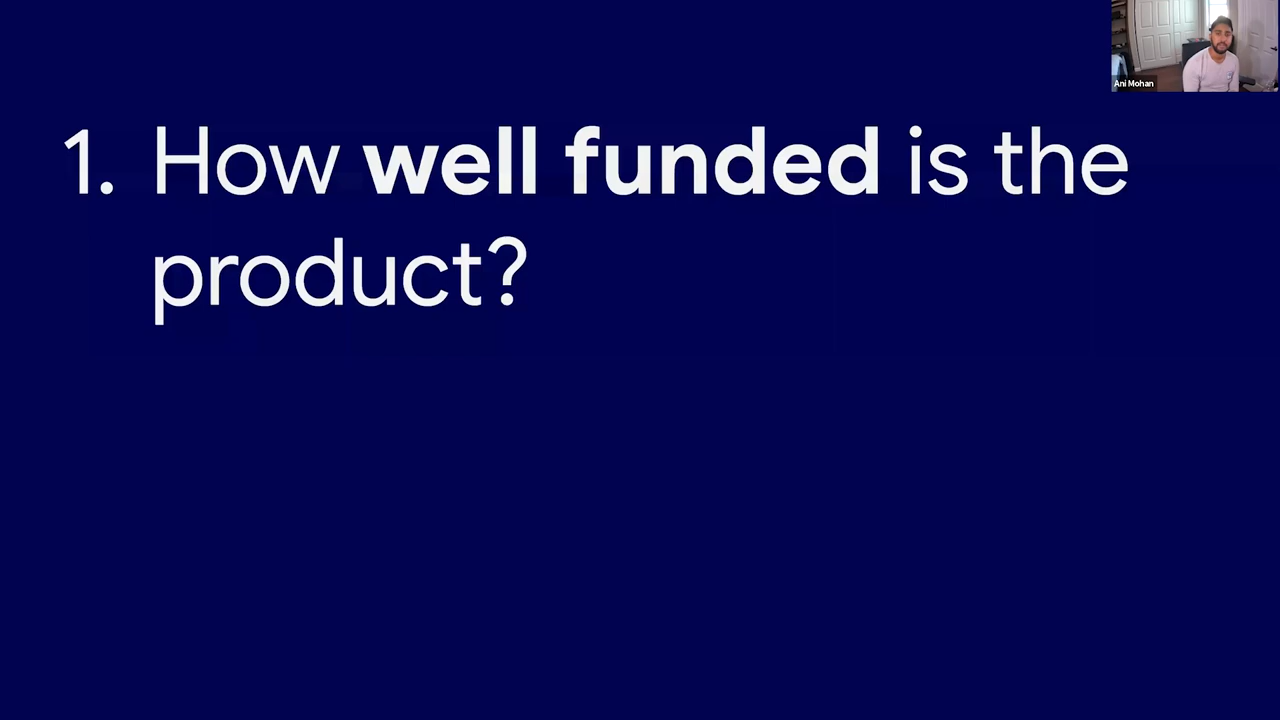 1. How well funded is the
product?
Ani Mohan